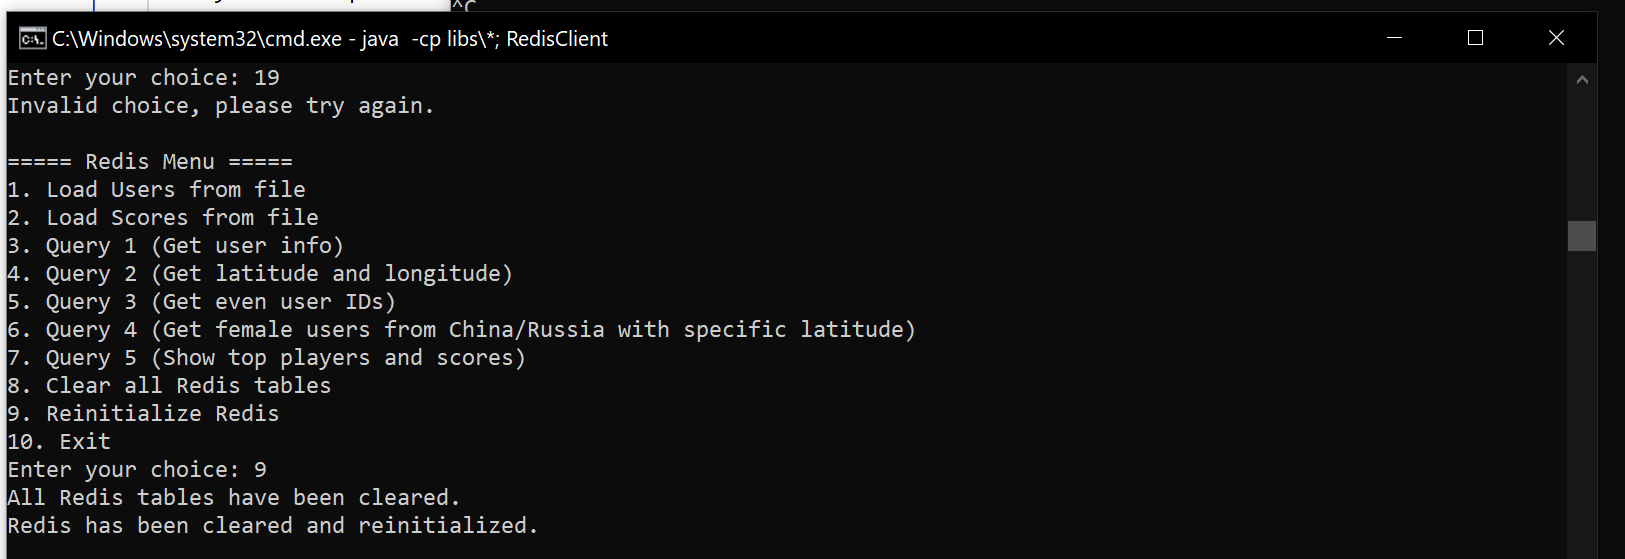 ^C
C:\Windows\system32\cmd.exe - java  -cp libs\*; RedisClient
Enter your choice: 19
Invalid choice, please try again.
===== Redis Menu =====
1. Load Users from file
2. Load Scores from file
3. Query 1 (Get user info)
4. Query 2 (Get latitude and longitude)
5. Query 3 (Get even user IDs)
6. Query 4 (Get female users from China/Russia with specific latitude)
7. Query 5 (Show top players and scores)
8. Clear all Redis tables
9. Reinitialize Redis
10. Exit
Enter your choice: 9
All Redis tables have been cleared.
Redis has been cleared and reinitialized.